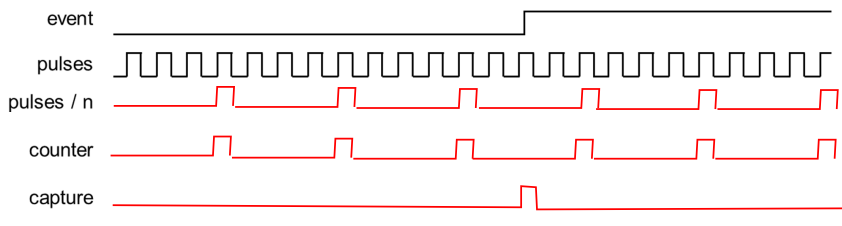 event
pulses
pulses / n
counter
capture